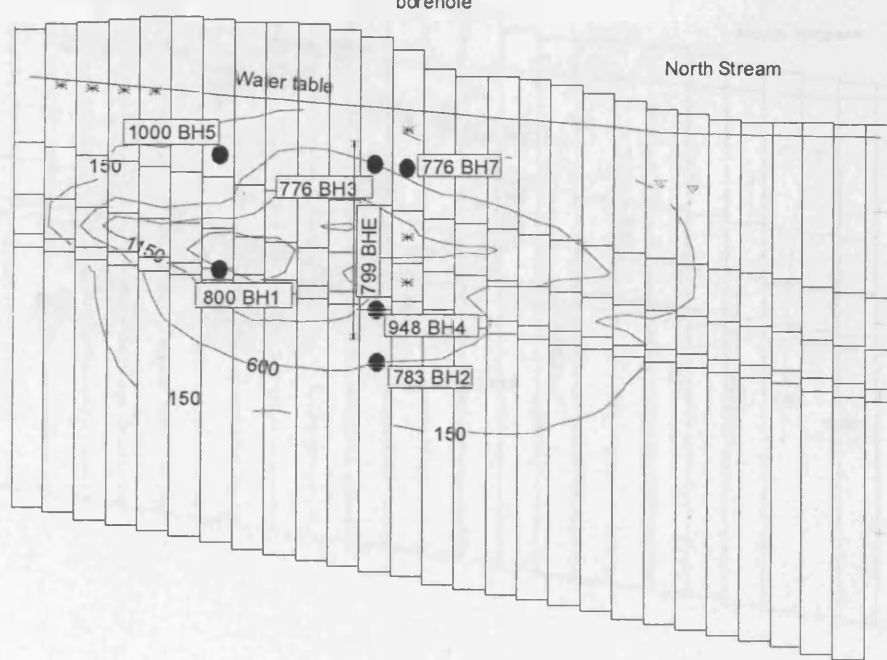 borehole
North Stream
Water table
1000 BH5
150
776 BH3
776 BH7
799 BHE
1150
800 BH1
948 BH4
600
783 BH2
150
150